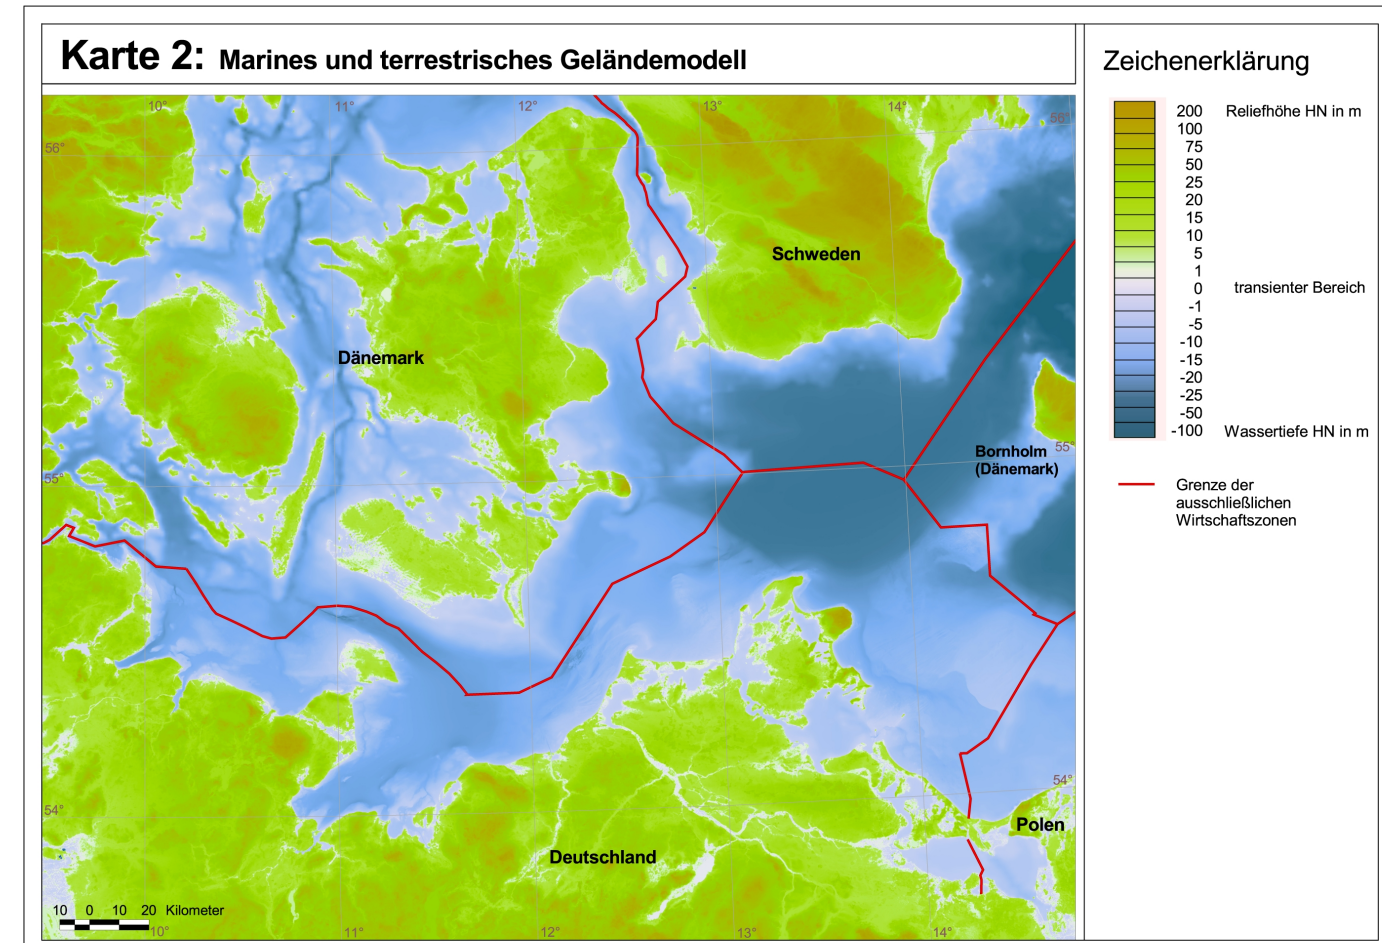 Karte 2: Marines und terrestrisches Geländemodell
Zeichenerklärung
10° 11° 12° 13° 14°
56°
56°
200 Reliefhöhe HN in m
100
75
50
25
20
15
10
5
1
0 transienter Bereich
-1
-5
-10
-15
-20
-25
-50
-100 Wassertiefe HN in m
Grenze der
ausschließlichen
Wirtschaftszonen
Schweden
Dänemark
Bornholm
(Dänemark)
55°
55°
54°
54°
Polen
Deutschland
10 0 10 20 Kilometer
10° 11° 12° 13° 14°